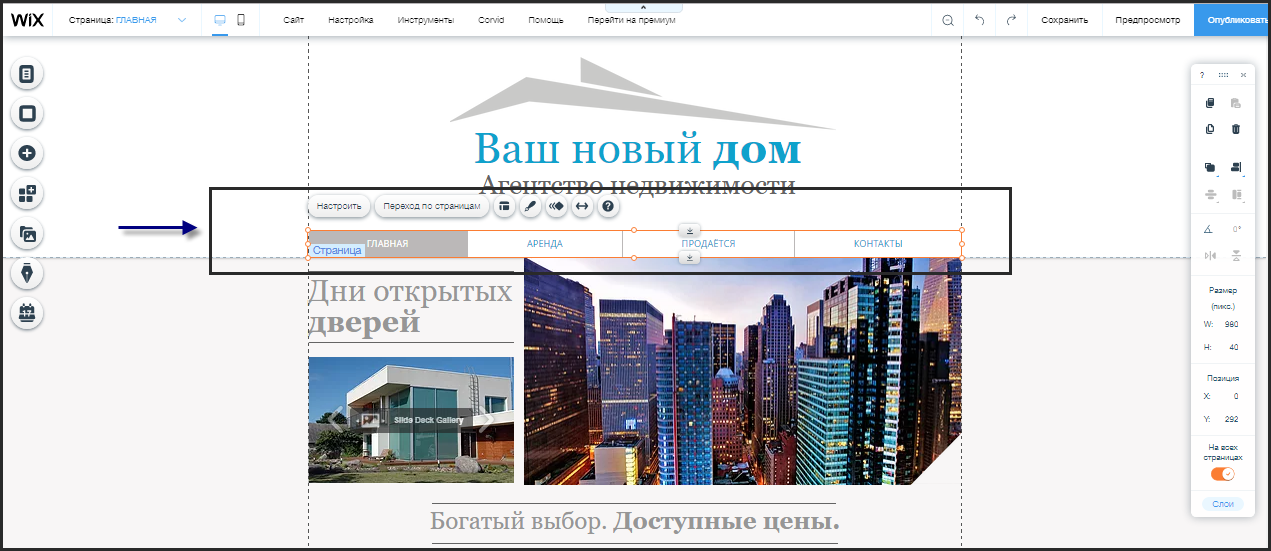 WiX Страница: ГЛАВНАЯ Сайт Настройка Инструменты Corvid Помощь Перейти на премиум Сохранить Предпросмотр Опубликовать
Ваш новый дом
Агентство недвижимости
Настроить Переход по страницам ?
ГЛАВНАЯ АРЕНДА ПРОДАЁТСЯ КОНТАКТЫ
Страница
Дни открытых
дверей
Slide Deck Gallery
Богатый выбор. Доступные цены.
17
?
0°
Размер
(пикс.)
W: 980
H: 40
Позиция
X: 0
Y: 292
На всех
страницах
Слои